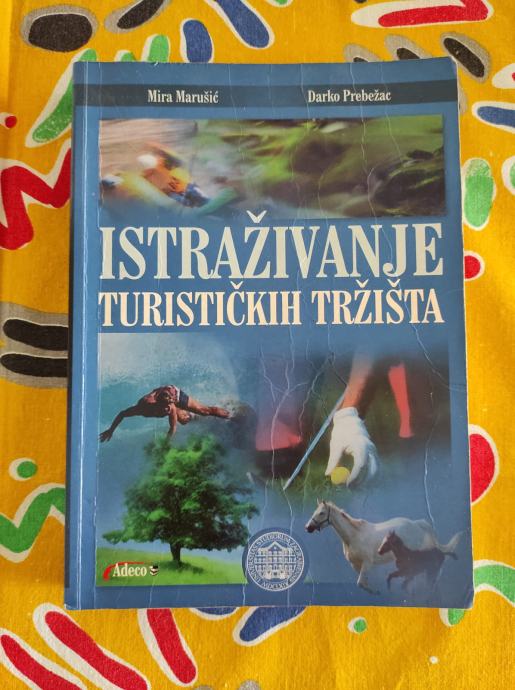 Mira Marušić
Darko Prebežac
ISTRAŽIVANJE
TURISTIČKIH TRŽIŠTA
Adeco